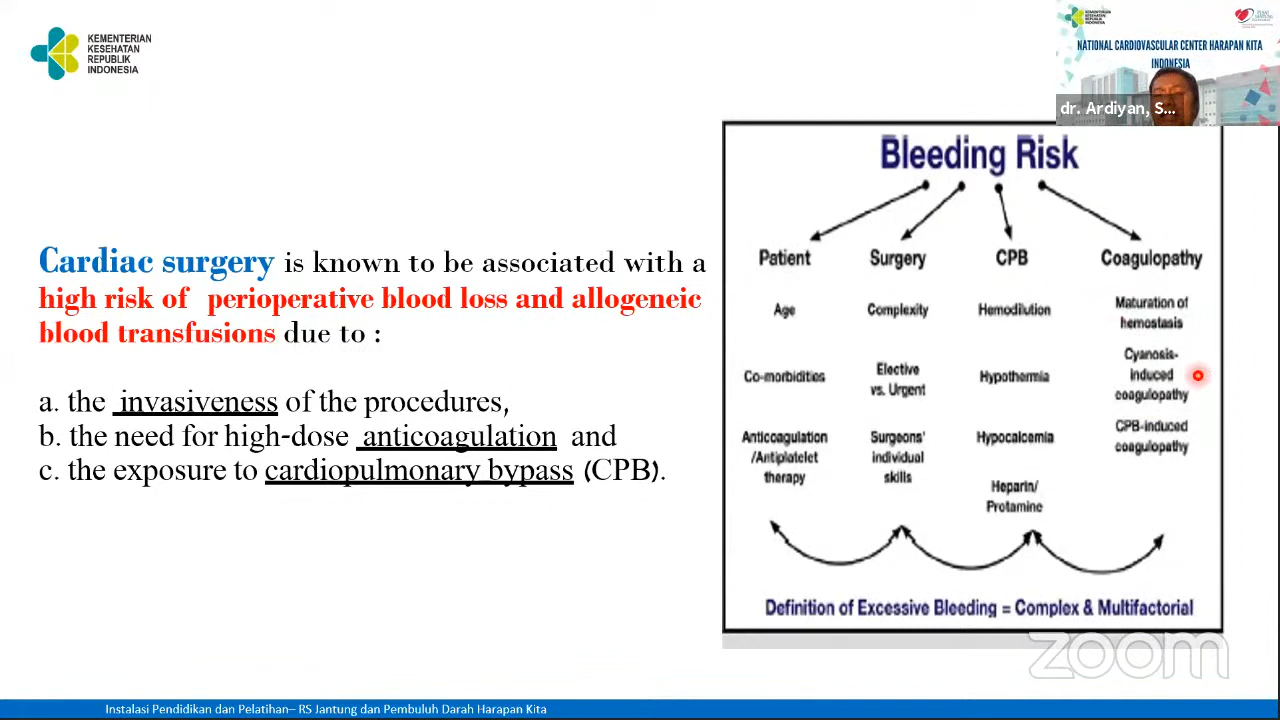 KEMENTERIAN
KESEHATAN
REPUBLIK
INDONESIA
KEMENTERIAN
KESEHATAN
REPUBLIK
INDONESIA
NATIONAL CARDIOVASCULAR CENTER HARAPAN KITA
INDONESIA
dr. Ardiyan, S...
Cardiac surgery is known to be associated with a
high risk of perioperative blood loss and allogeneic
blood transfusions due to :
a. the invasiveness of the procedures,
b. the need for high-dose anticoagulation and
c. the exposure to cardiopulmonary bypass (CPB).
Bleeding Risk
Patient
Age
Co-morbidities
Anticoagulation
/Antiplatelet
therapy
Surgery
Complexity
Elective
vs. Urgent
Surgeons'
individual
skills
CPB
Hemodilution
Hypothermia
Hypocalcemia
Heparin/
Protamine
Coagulopathy
Maturation of
hemostasis
Cyanosis-
induced
coagulopathy
CPB-induced
coagulopathy
Definition of Excessive Bleeding = Complex & Multifactorial
zoom
Instalasi Pendidikan dan Pelatihan– RS Jantung dan Pembuluh Darah Harapan Kita